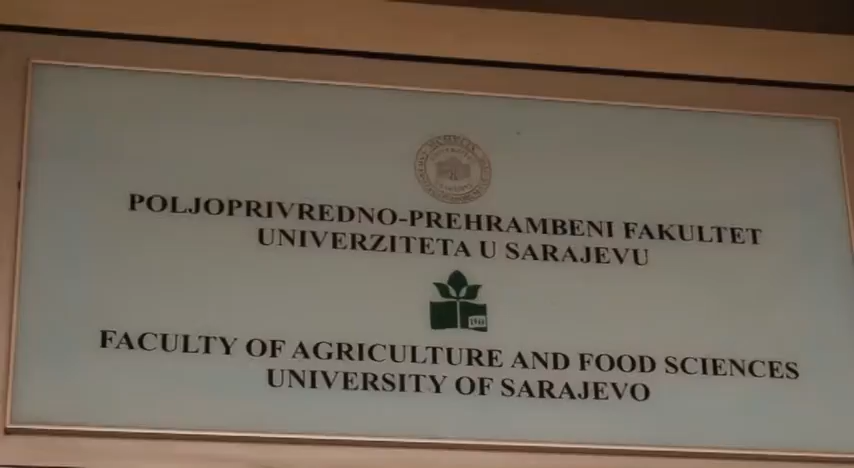 POLJOPRIVREDNO-PREHRAMBENI FAKULTET
UNIVERZITETA U SARAJEVU
FACULTY OF AGRICULTURE AND FOOD SCIENCES
UNIVERSITY OF SARAJEVO